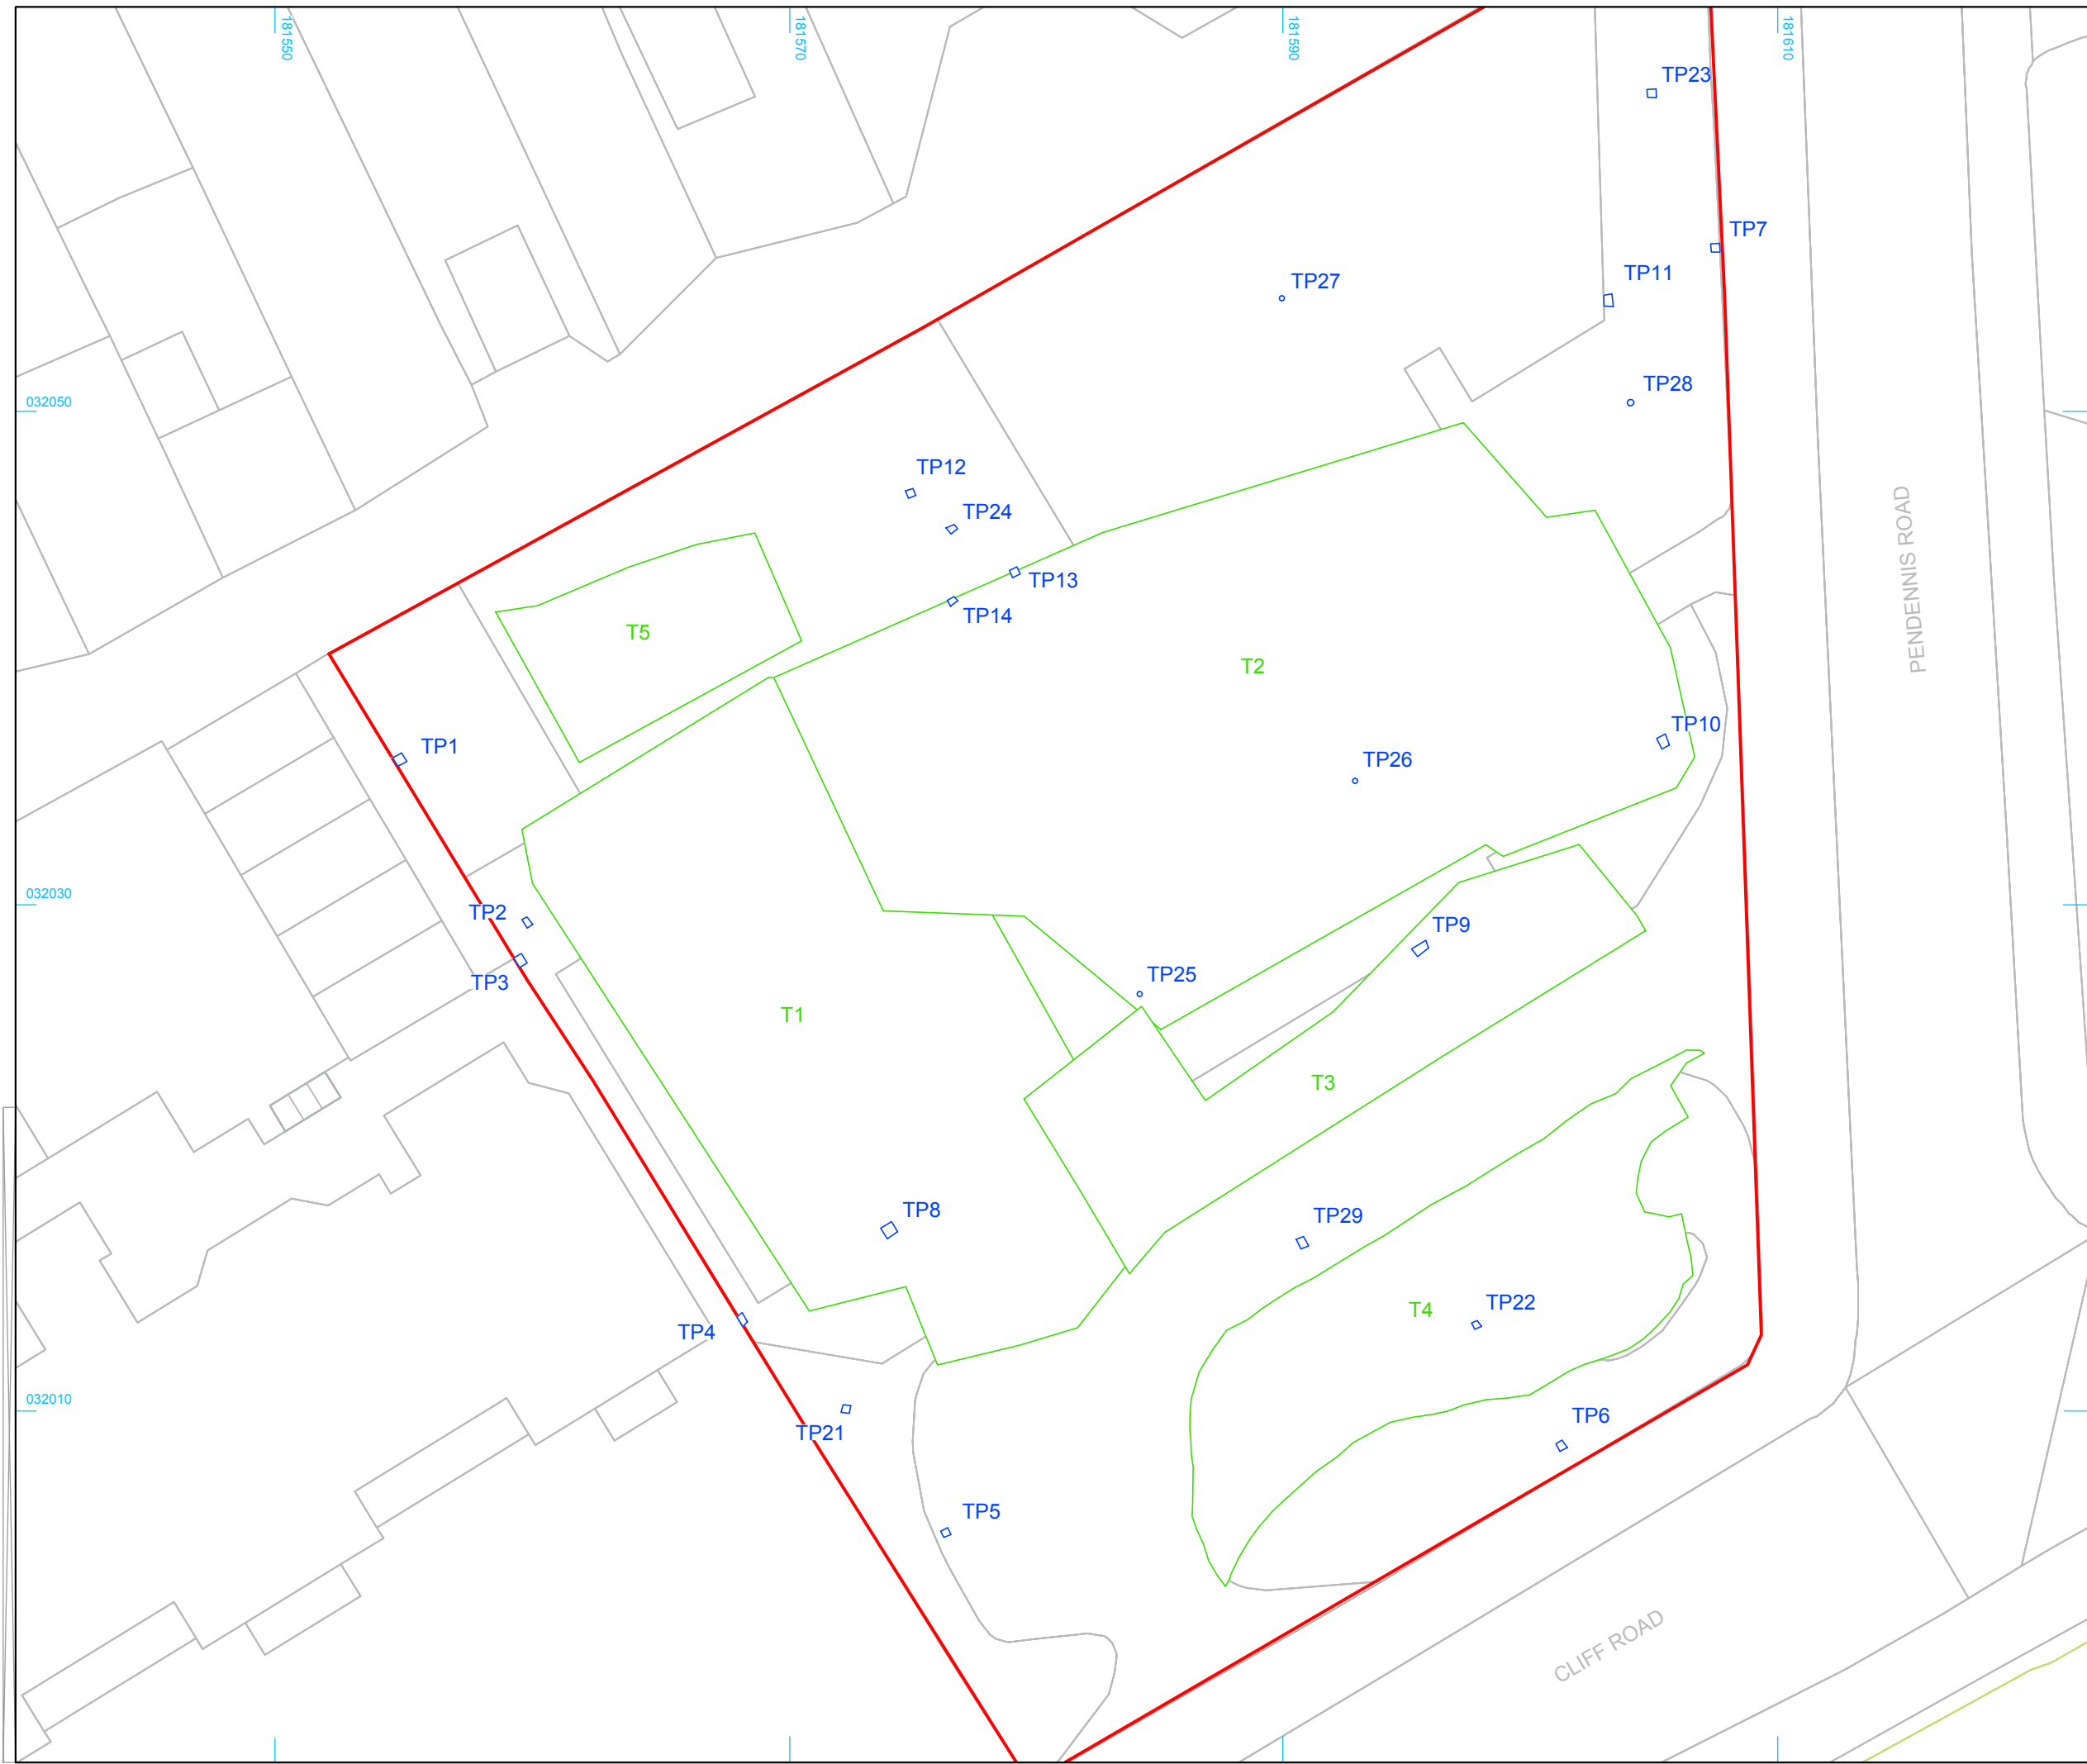 181550
181570
181590
181610
TP23
TP7
TP11
TP27
TP28
032050
TP12
TP24
TP13
TP14
T5
T2
PENDENNIS ROAD
TP10
TP1
TP26
032030
TP2
TP9
TP3
TP25
T1
T3
TP8
TP29
T4
TP22
TP4
032010
TP6
TP21
TP5
CLIFF ROAD